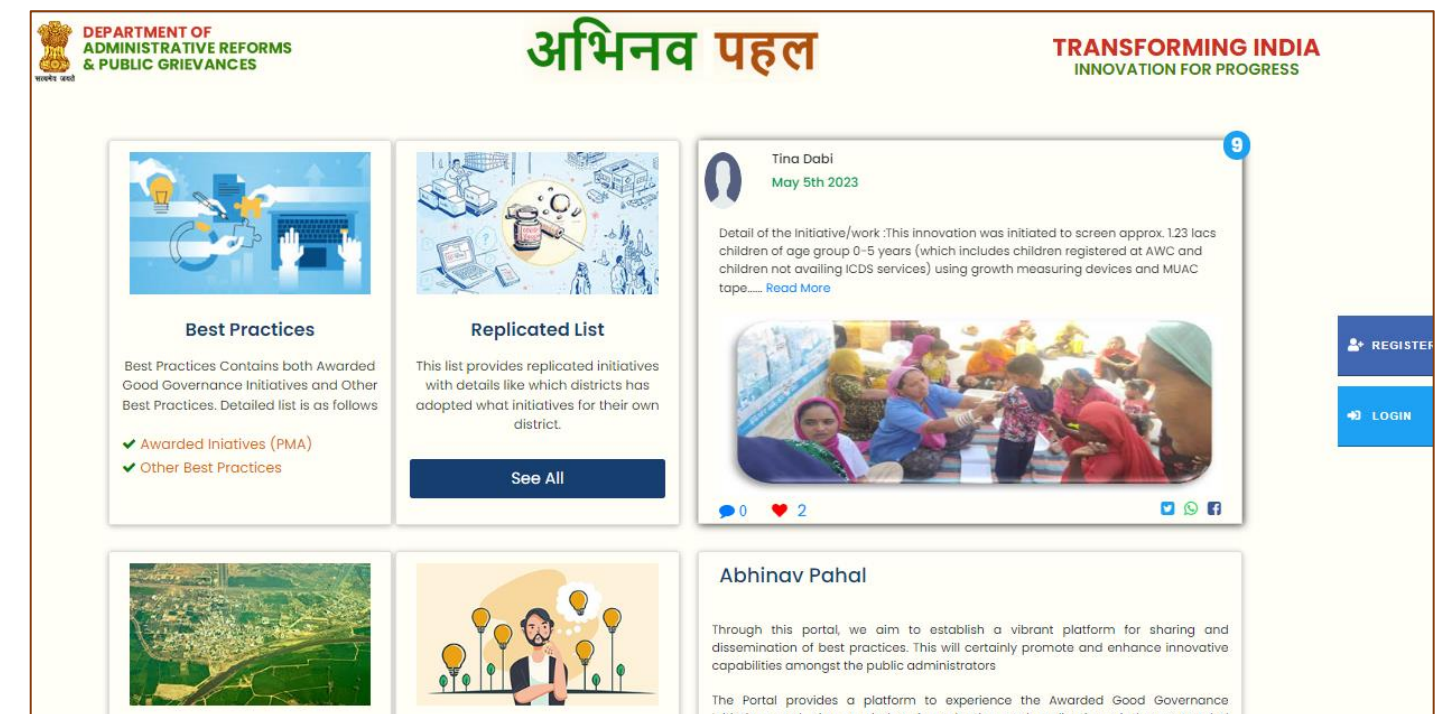 DEPARTMENT OF
ADMINISTRATIVE REFORMS
& PUBLIC GRIEVANCES
सत्यमेव जयते
अभिनव पहल
TRANSFORMING INDIA
INNOVATION FOR PROGRESS
Best Practices
Best Practices Contains both Awarded
Good Governance Initiatives and Other
Best Practices. Detailed list is as follows
Awarded Iniatives (PMA)
Other Best Practices
Replicated List
This list provides replicated initiatives
with details like which districts has
adopted what initiatives for their own
district.
See All
9
Tina Dabi
May 5th 2023
Detail of the Initiative/work :This innovation was initiated to screen approx. 1.23 lacs
children of age group 0-5 years (which includes children registered at AWC and
children not availing ICDS services) using growth measuring devices and MUAC
tape...... Read More
0 2
REGISTER
LOGIN
Abhinav Pahal
Through this portal, we aim to establish a vibrant platform for sharing and
dissemination of best practices. This will certainly promote and enhance innovative
capabilities amongst the public administrators
The Portal provides a platform to experience the Awarded Good Governance